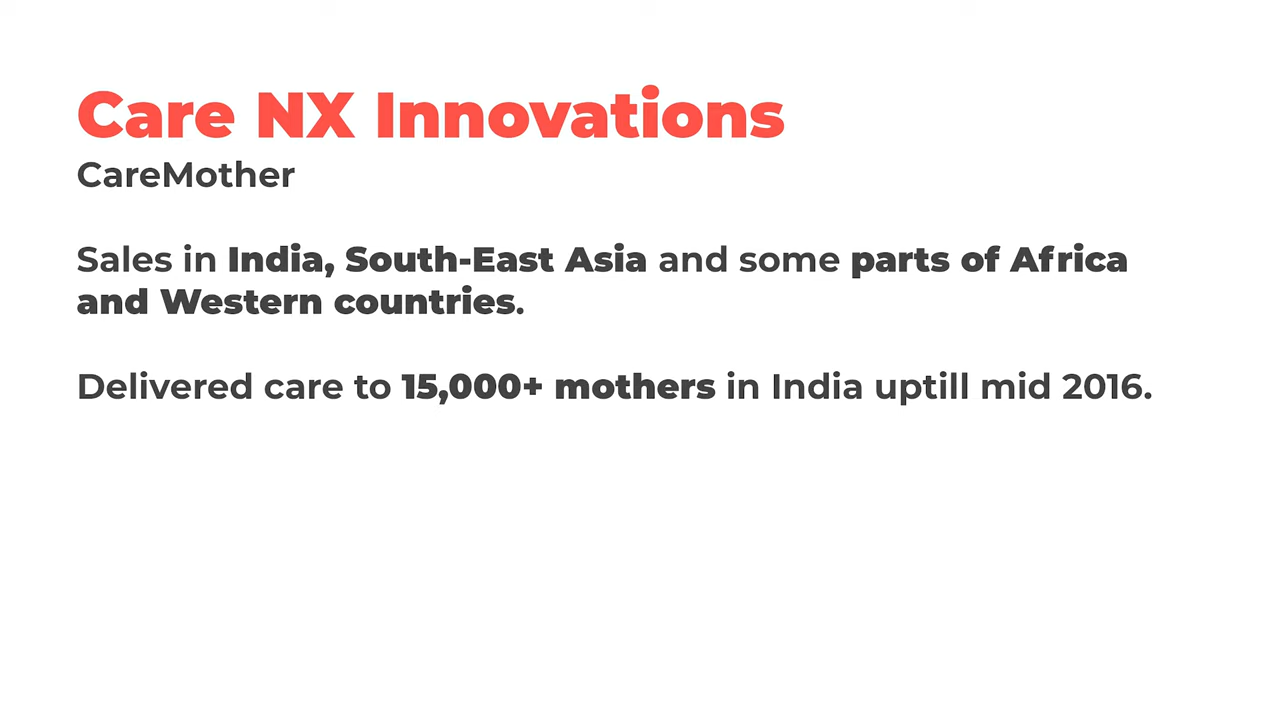 Care NX Innovations
CareMother
Sales in India, South-East Asia and some parts of Africa
and Western countries.
Delivered care to 15,000+ mothers in India uptill mid 2016.